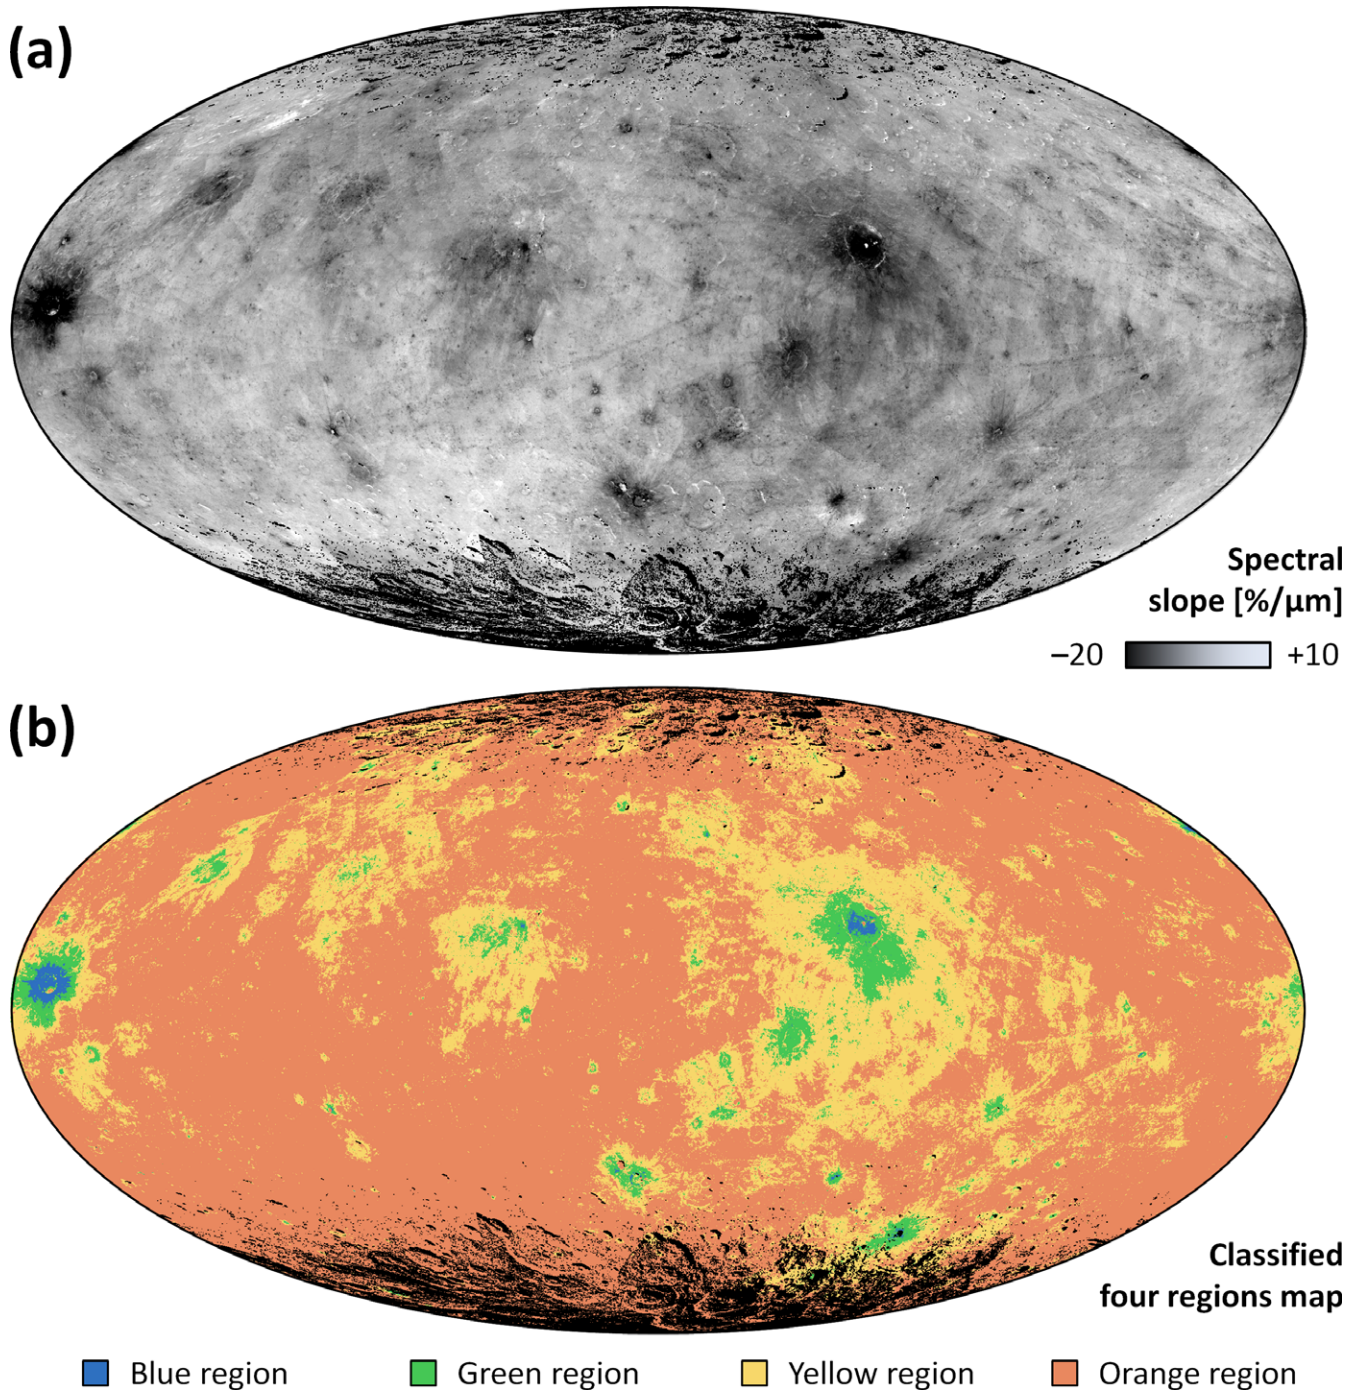 (a)
Spectral
slope [%/μm]
−20 +10
(b)
Classified
four regions map
Blue region Green region Yellow region Orange region